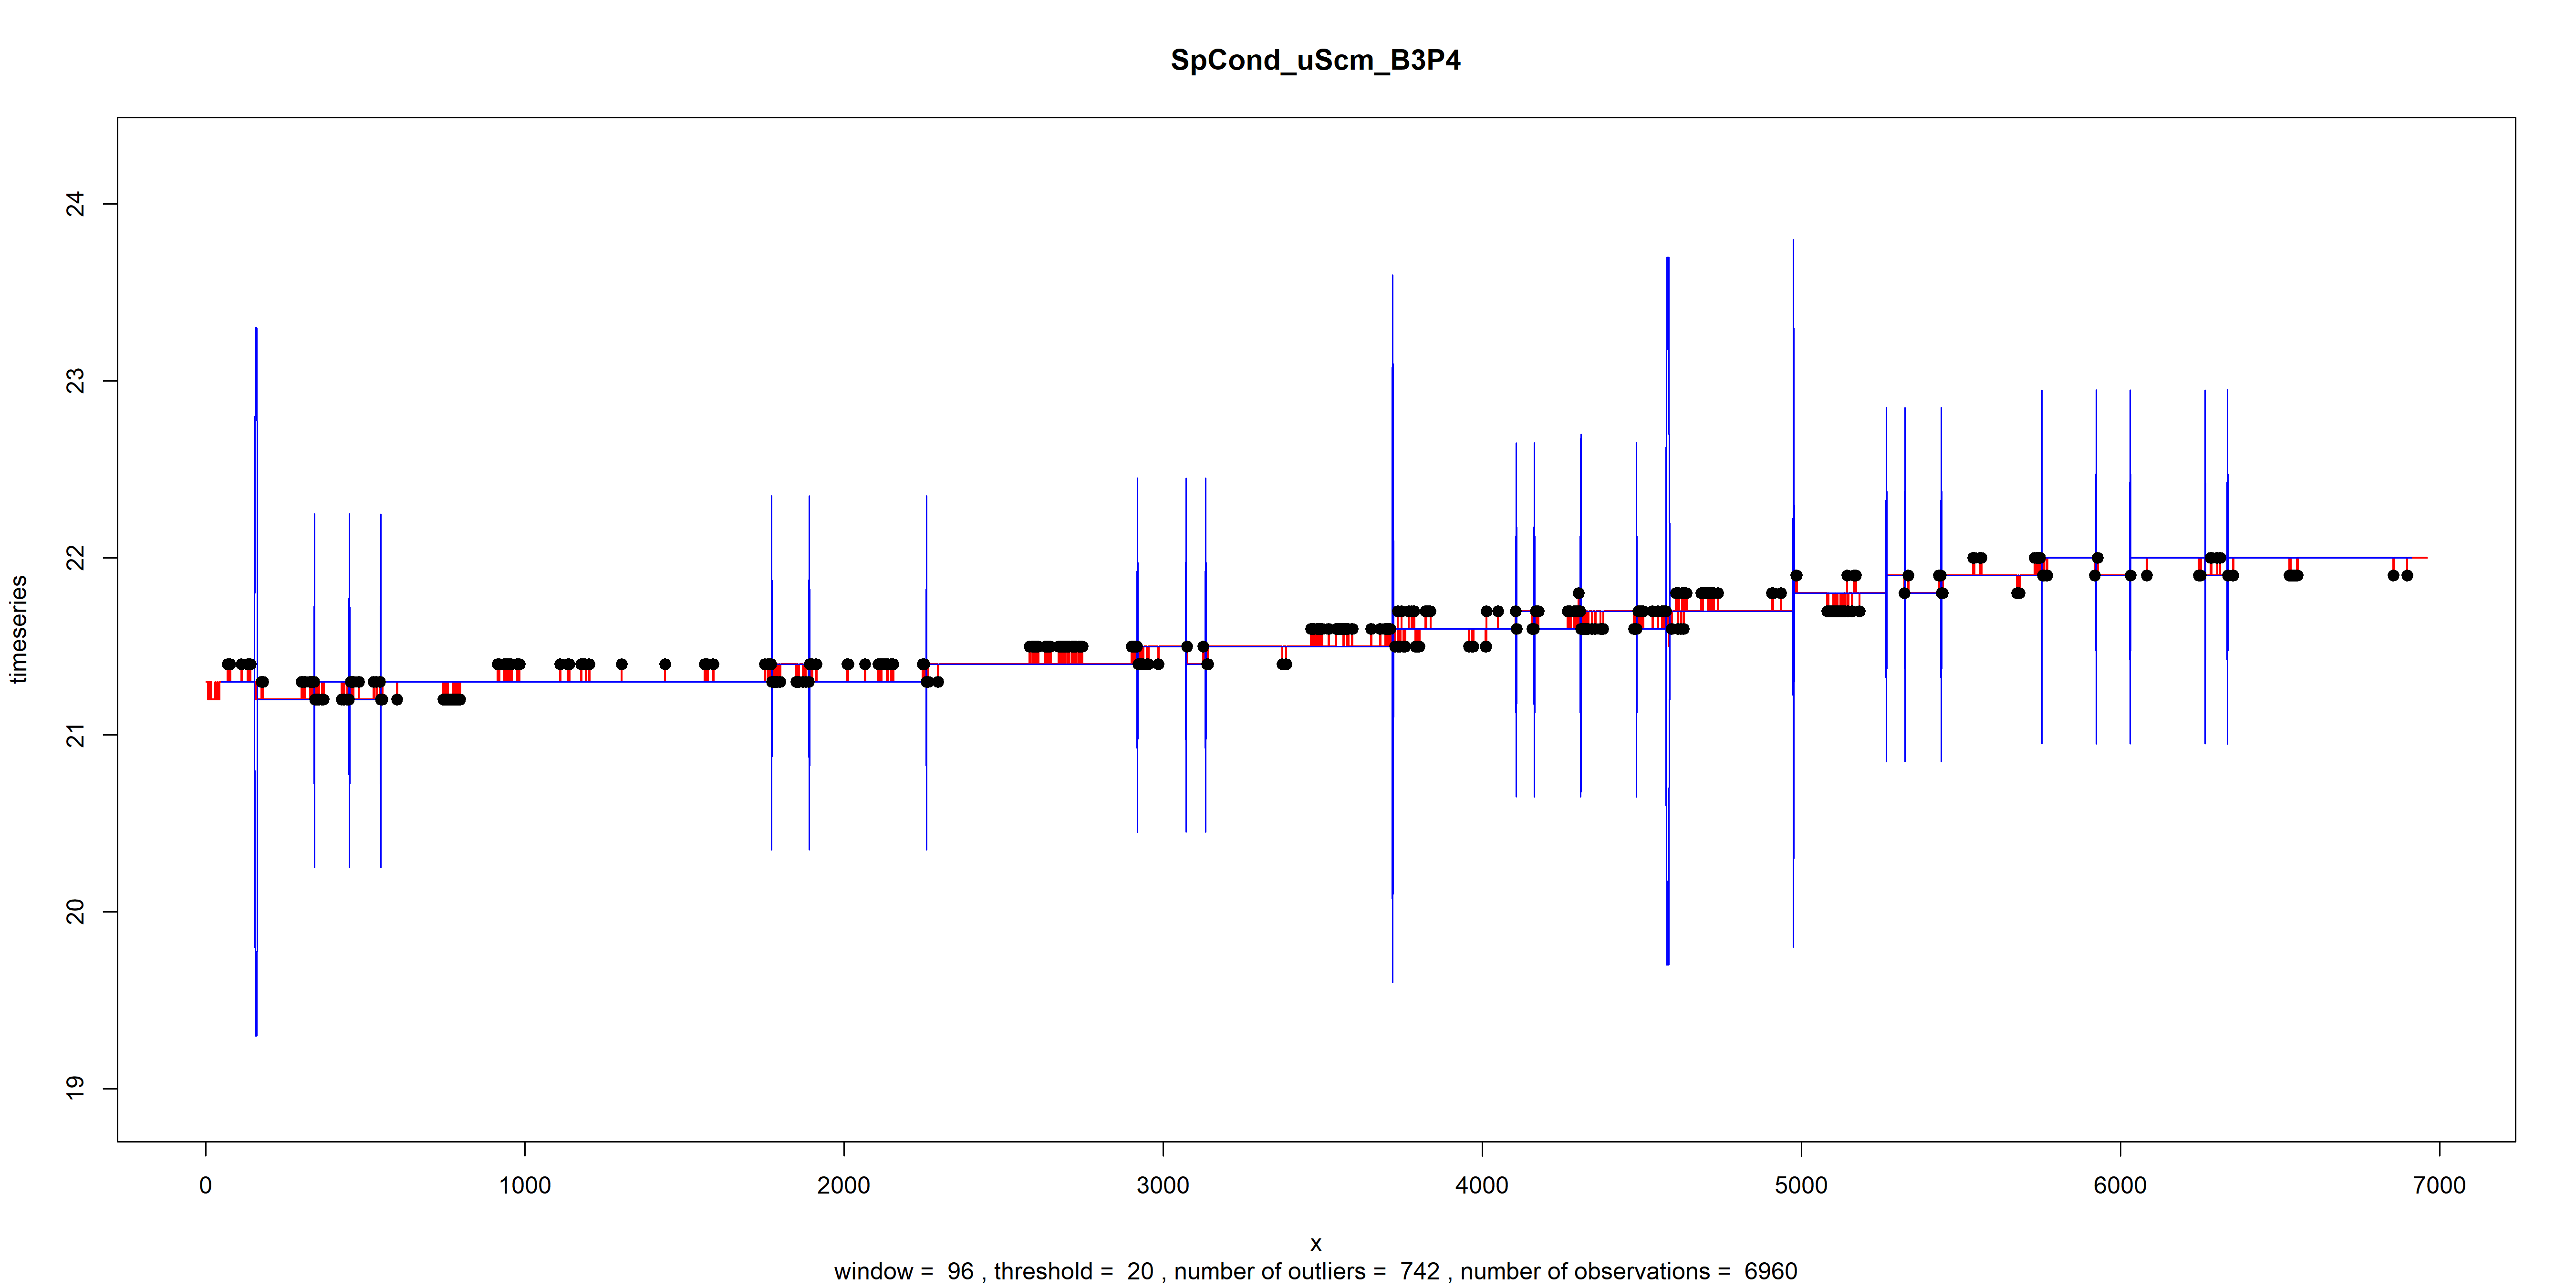 SpCond_uScm_B3P4
timeseries
24
23
22
21
20
19
0 1000 2000 3000 4000 5000 6000 7000
x
window = 96 , threshold = 20 , number of outliers = 742 , number of observations = 6960